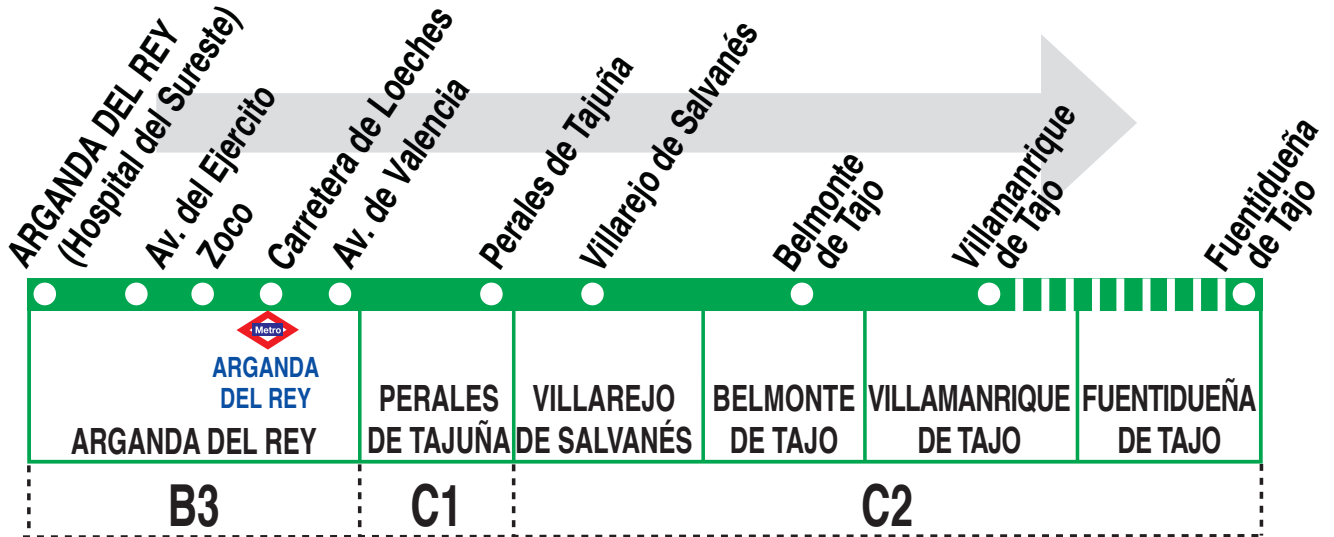 ARGANDA DEL REY
(Hospital del Sureste)
Av. del Ejercito
Zoco
Carretera de Loeches
Av. de Valencia
Perales de Tajuña
Villarejo de Salvanés
Belmonte
de Tajo
Villamanrique
de Tajo
Fuentidueña
de Tajo
Metro
ARGANDA
DEL REY
ARGANDA DEL REY
PERALES
DE TAJUÑA
VILLAREJO
DE SALVANÉS
BELMONTE
DE TAJO
VILLAMANRIQUE
DE TAJO
FUENTIDUEÑA
DE TAJO
B3
C1
C2